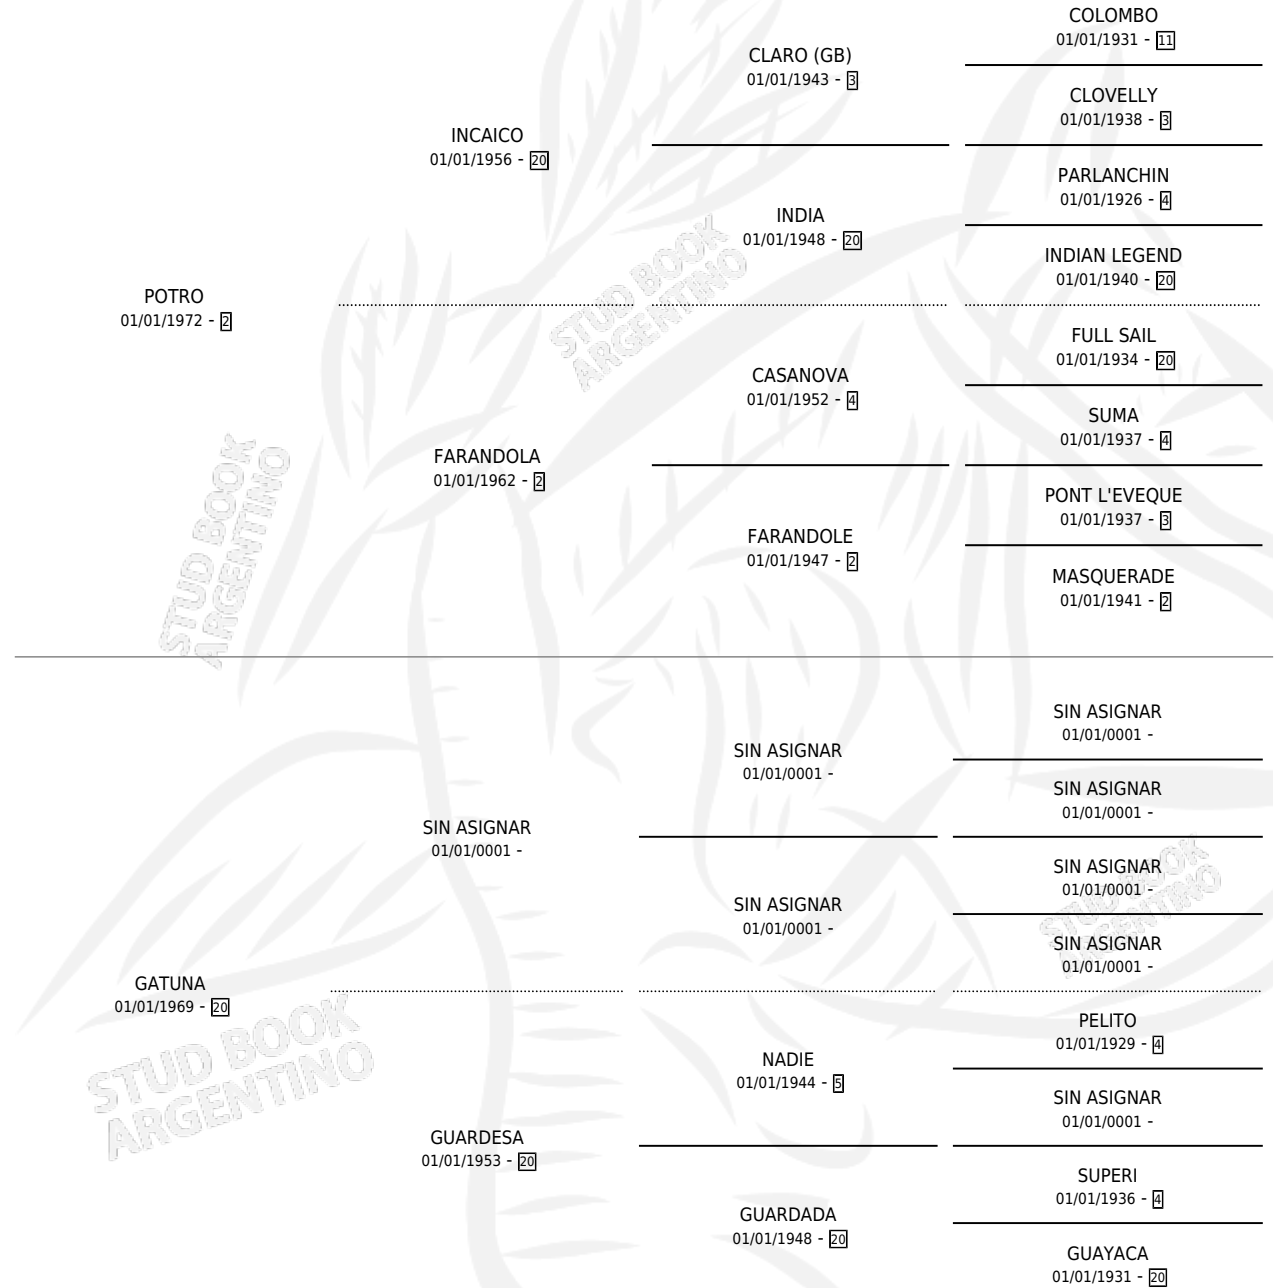 COLOMBO
01/01/1931 - 11
CLARO (GB)
01/01/1943 - 3
CLOVELLY
01/01/1938 - 3
INCAICO
01/01/1956 - 20
PARLANCHIN
01/01/1926 - 4
INDIA
01/01/1948 - 20
INDIAN LEGEND
01/01/1940 - 20
POTRO
01/01/1972 - 2
FULL SAIL
01/01/1934 - 20
CASANOVA
01/01/1952 - 4
SUMA
01/01/1937 - 4
FARANDOLA
01/01/1962 - 2
PONT L'EVEQUE
01/01/1937 - 3
FARANDOLE
01/01/1947 - 2
MASQUERADE
01/01/1941 - 2
STUD BOOK
ARGENTINO
STUD BOOK
ARGENTINO
SIN ASIGNAR
01/01/0001 -
SIN ASIGNAR
01/01/0001 -
SIN ASIGNAR
01/01/0001 -
SIN ASIGNAR
01/01/0001 -
SIN ASIGNAR
01/01/0001 -
SIN ASIGNAR
01/01/0001 -
SIN ASIGNAR
01/01/0001 -
GATUNA
01/01/1969 - 20
PELITO
01/01/1929 - 4
NADIE
01/01/1944 - 5
SIN ASIGNAR
01/01/0001 -
GUARDESA
01/01/1953 - 20
SUPERI
01/01/1936 - 4
GUARDADA
01/01/1948 - 20
GUAYACA
01/01/1931 - 20
STUD BOOK
ARGENTINO
STUD BOOK
ARGENTINO